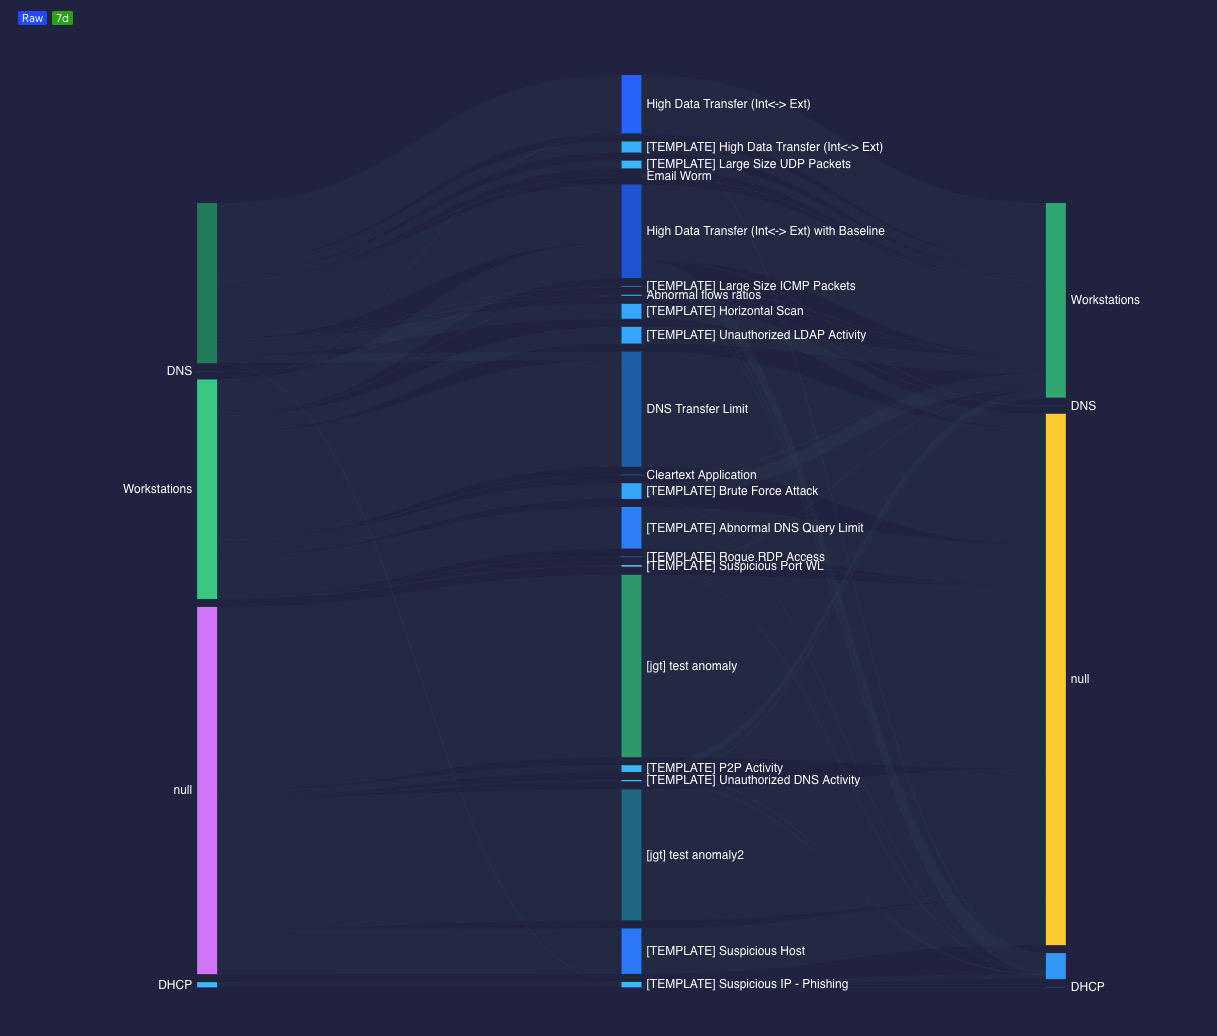 Raw 7d
High Data Transfer (Int<-> Ext)
[TEMPLATE] High Data Transfer (Int<-> Ext)
[TEMPLATE] Large Size UDP Packets
Email Worm
High Data Transfer (Int<-> Ext) with Baseline
[TEMPLATE] Large Size ICMP Packets
Abnormal flows ratios
Workstations
[TEMPLATE] Horizontal Scan
[TEMPLATE] Unauthorized LDAP Activity
DNS
DNS Transfer Limit
DNS
Cleartext Application
Workstations
[TEMPLATE] Brute Force Attack
[TEMPLATE] Abnormal DNS Query Limit
[TEMPLATE] Rogue RDP Access
[TEMPLATE] Suspicious Port WL
[jgt] test anomaly
null
[TEMPLATE] P2P Activity
[TEMPLATE] Unauthorized DNS Activity
null
[jgt] test anomaly2
[TEMPLATE] Suspicious Host
DHCP
[TEMPLATE] Suspicious IP - Phishing
DHCP